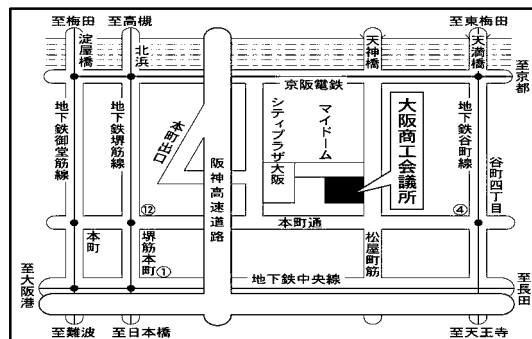 至梅田
至高槻
至東梅田
淀屋橋
北浜
天神橋
天満橋
至京都
京阪電鉄
地下鉄御堂筋線
地下鉄堺筋線
本町出口
阪神高速道路
シティプラザ大阪
マイドーム
大阪商工会議所
地下鉄谷町線
谷町四丁目
⑫
④
本町通
本町
堺筋本町
①
松屋町筋
地下鉄中央線
至大阪港
至長田
至難波
至日本橋
至天王寺